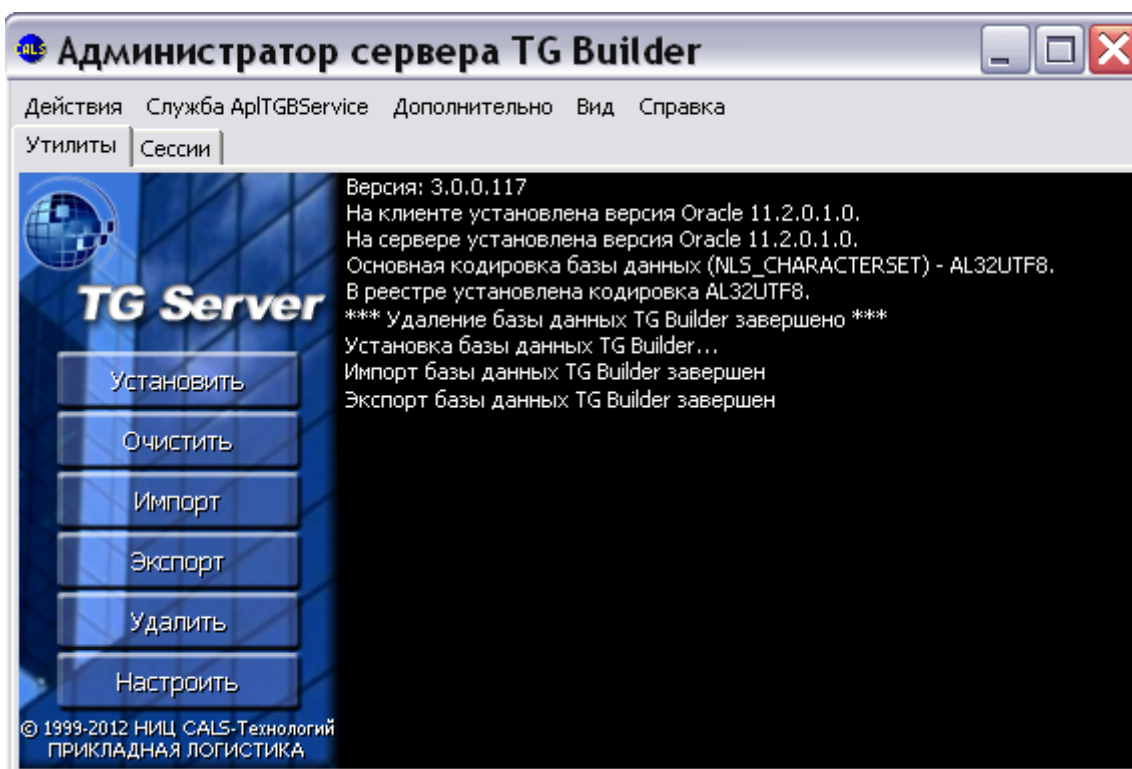 CALS Администратор сервера TG Builder
Действия Служба AplTGBService Дополнительно Вид Справка
Утилиты Сессии
Версия: 3.0.0.117
На клиенте установлена версия Oracle 11.2.0.1.0.
На сервере установлена версия Oracle 11.2.0.1.0.
Основная кодировка базы данных (NLS_CHARACTERSET) - AL32UTF8.
В реестре установлена кодировка AL32UTF8.
*** Удаление базы данных TG Builder завершено ***
Установка базы данных TG Builder...
Импорт базы данных TG Builder завершен
Экспорт базы данных TG Builder завершен
TG Server
Установить
Очистить
Импорт
Экспорт
Удалить
Настроить
© 1999-2012 НИЦ CALS-Технологий
ПРИКЛАДНАЯ ЛОГИСТИКА